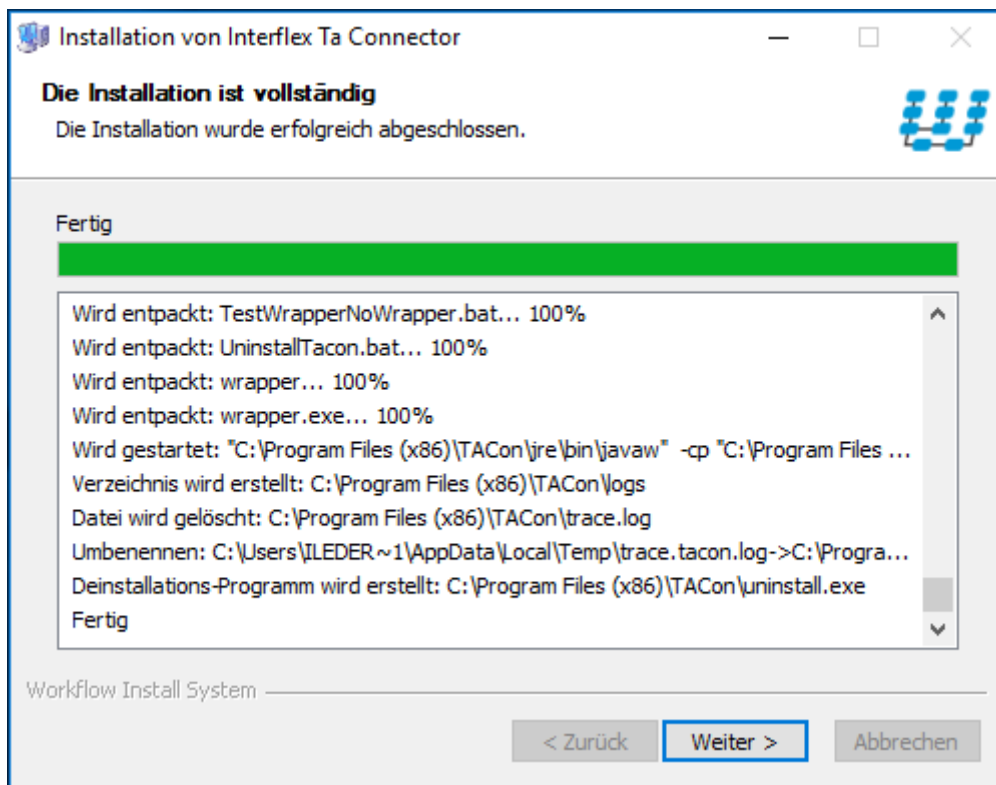 Installation von Interflex Ta Connector
Die Installation ist vollständig
Die Installation wurde erfolgreich abgeschlossen.
Fertig
Wird entpackt: TestWrapperNoWrapper.bat... 100%
Wird entpackt: UninstallTacon.bat... 100%
Wird entpackt: wrapper... 100%
Wird entpackt: wrapper.exe... 100%
Wird gestartet: "C:\Program Files (x86)\TACon\jre\bin\javaw" -cp "C:\Program Files ...
Verzeichnis wird erstellt: C:\Program Files (x86)\TACon\logs
Datei wird gelöscht: C:\Program Files (x86)\TACon\trace.log
Umbenennen: C:\Users\ILEDER~1\AppData\Local\Temp\trace.tacon.log->C:\Progra...
Deinstallations-Programm wird erstellt: C:\Program Files (x86)\TACon\uninstall.exe
Fertig
Workflow Install System
< Zurück Weiter > Abbrechen